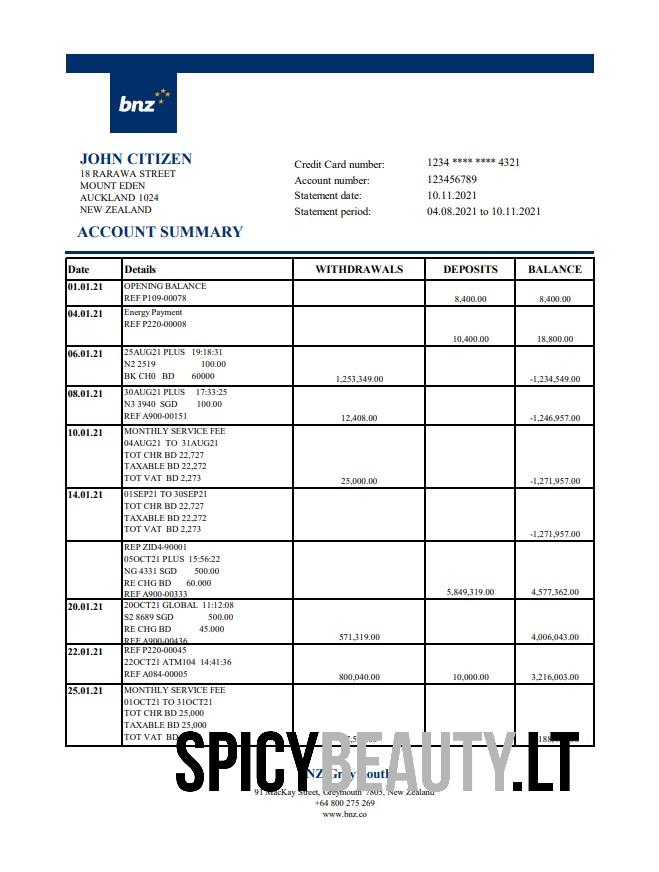 bnz
JOHN CITIZEN
18 RARAWA STREET
MOUNT EDEN
AUCKLAND 1024
NEW ZEALAND
Credit Card number: 1234 **** **** 4321
Account number: 123456789
Statement date: 10.11.2021
Statement period: 04.08.2021 to 10.11.2021
ACCOUNT SUMMARY
Date Details WITHDRAWALS DEPOSITS BALANCE
01.01.21 OPENING BALANCE
REF P109-00078 8,400.00 8,400.00
04.01.21 Energy Payment
REF P220-00008
10,400.00 18,800.00
06.01.21 25AUG21 PLUS 19:18:31
N2 2519 100.00
BK CH0 BD 60000 1,253,349.00 -1,234,549.00
08.01.21 30AUG21 PLUS 17:33:25
N3 3940 SGD 100.00
REF A900-00151 12,408.00 -1,246,957.00
10.01.21 MONTHLY SERVICE FEE
04AUG21 TO 31AUG21
TOT CHR BD 22,727
TAXABLE BD 22,272
TOT VAT BD 2,273 25,000.00 -1,271,957.00
14.01.21 01SEP21 TO 30SEP21
TOT CHR BD 22,727
TAXABLE BD 22,272
TOT VAT BD 2,273 -1,271,957.00
REP ZID4-90001
05OCT21 PLUS 15:56:22
NG 4331 SGD 500.00
RE CHG BD 60.000
REF A900-00333 5,849,319.00 4,577,362.00
20.01.21 20OCT21 GLOBAL 11:12:08
S2 8689 SGD 500.00
RE CHG BD 45.000
REF A900-00436 571,319.00 4,006,043.00
22.01.21 REF P220-00045
22OCT21 ATM104 14:41:36
REF A084-00005 800,040.00 10,000.00 3,216,003.00
25.01.21 MONTHLY SERVICE FEE
01OCT21 TO 31OCT21
TOT CHR BD 25,000
TAXABLE BD 25,000
TOT VAT BD
SPICYBEAUTY.LT
91 MacKay Street, Greymouth 7805, New Zealand
+64 800 275 269
www.bnz.co